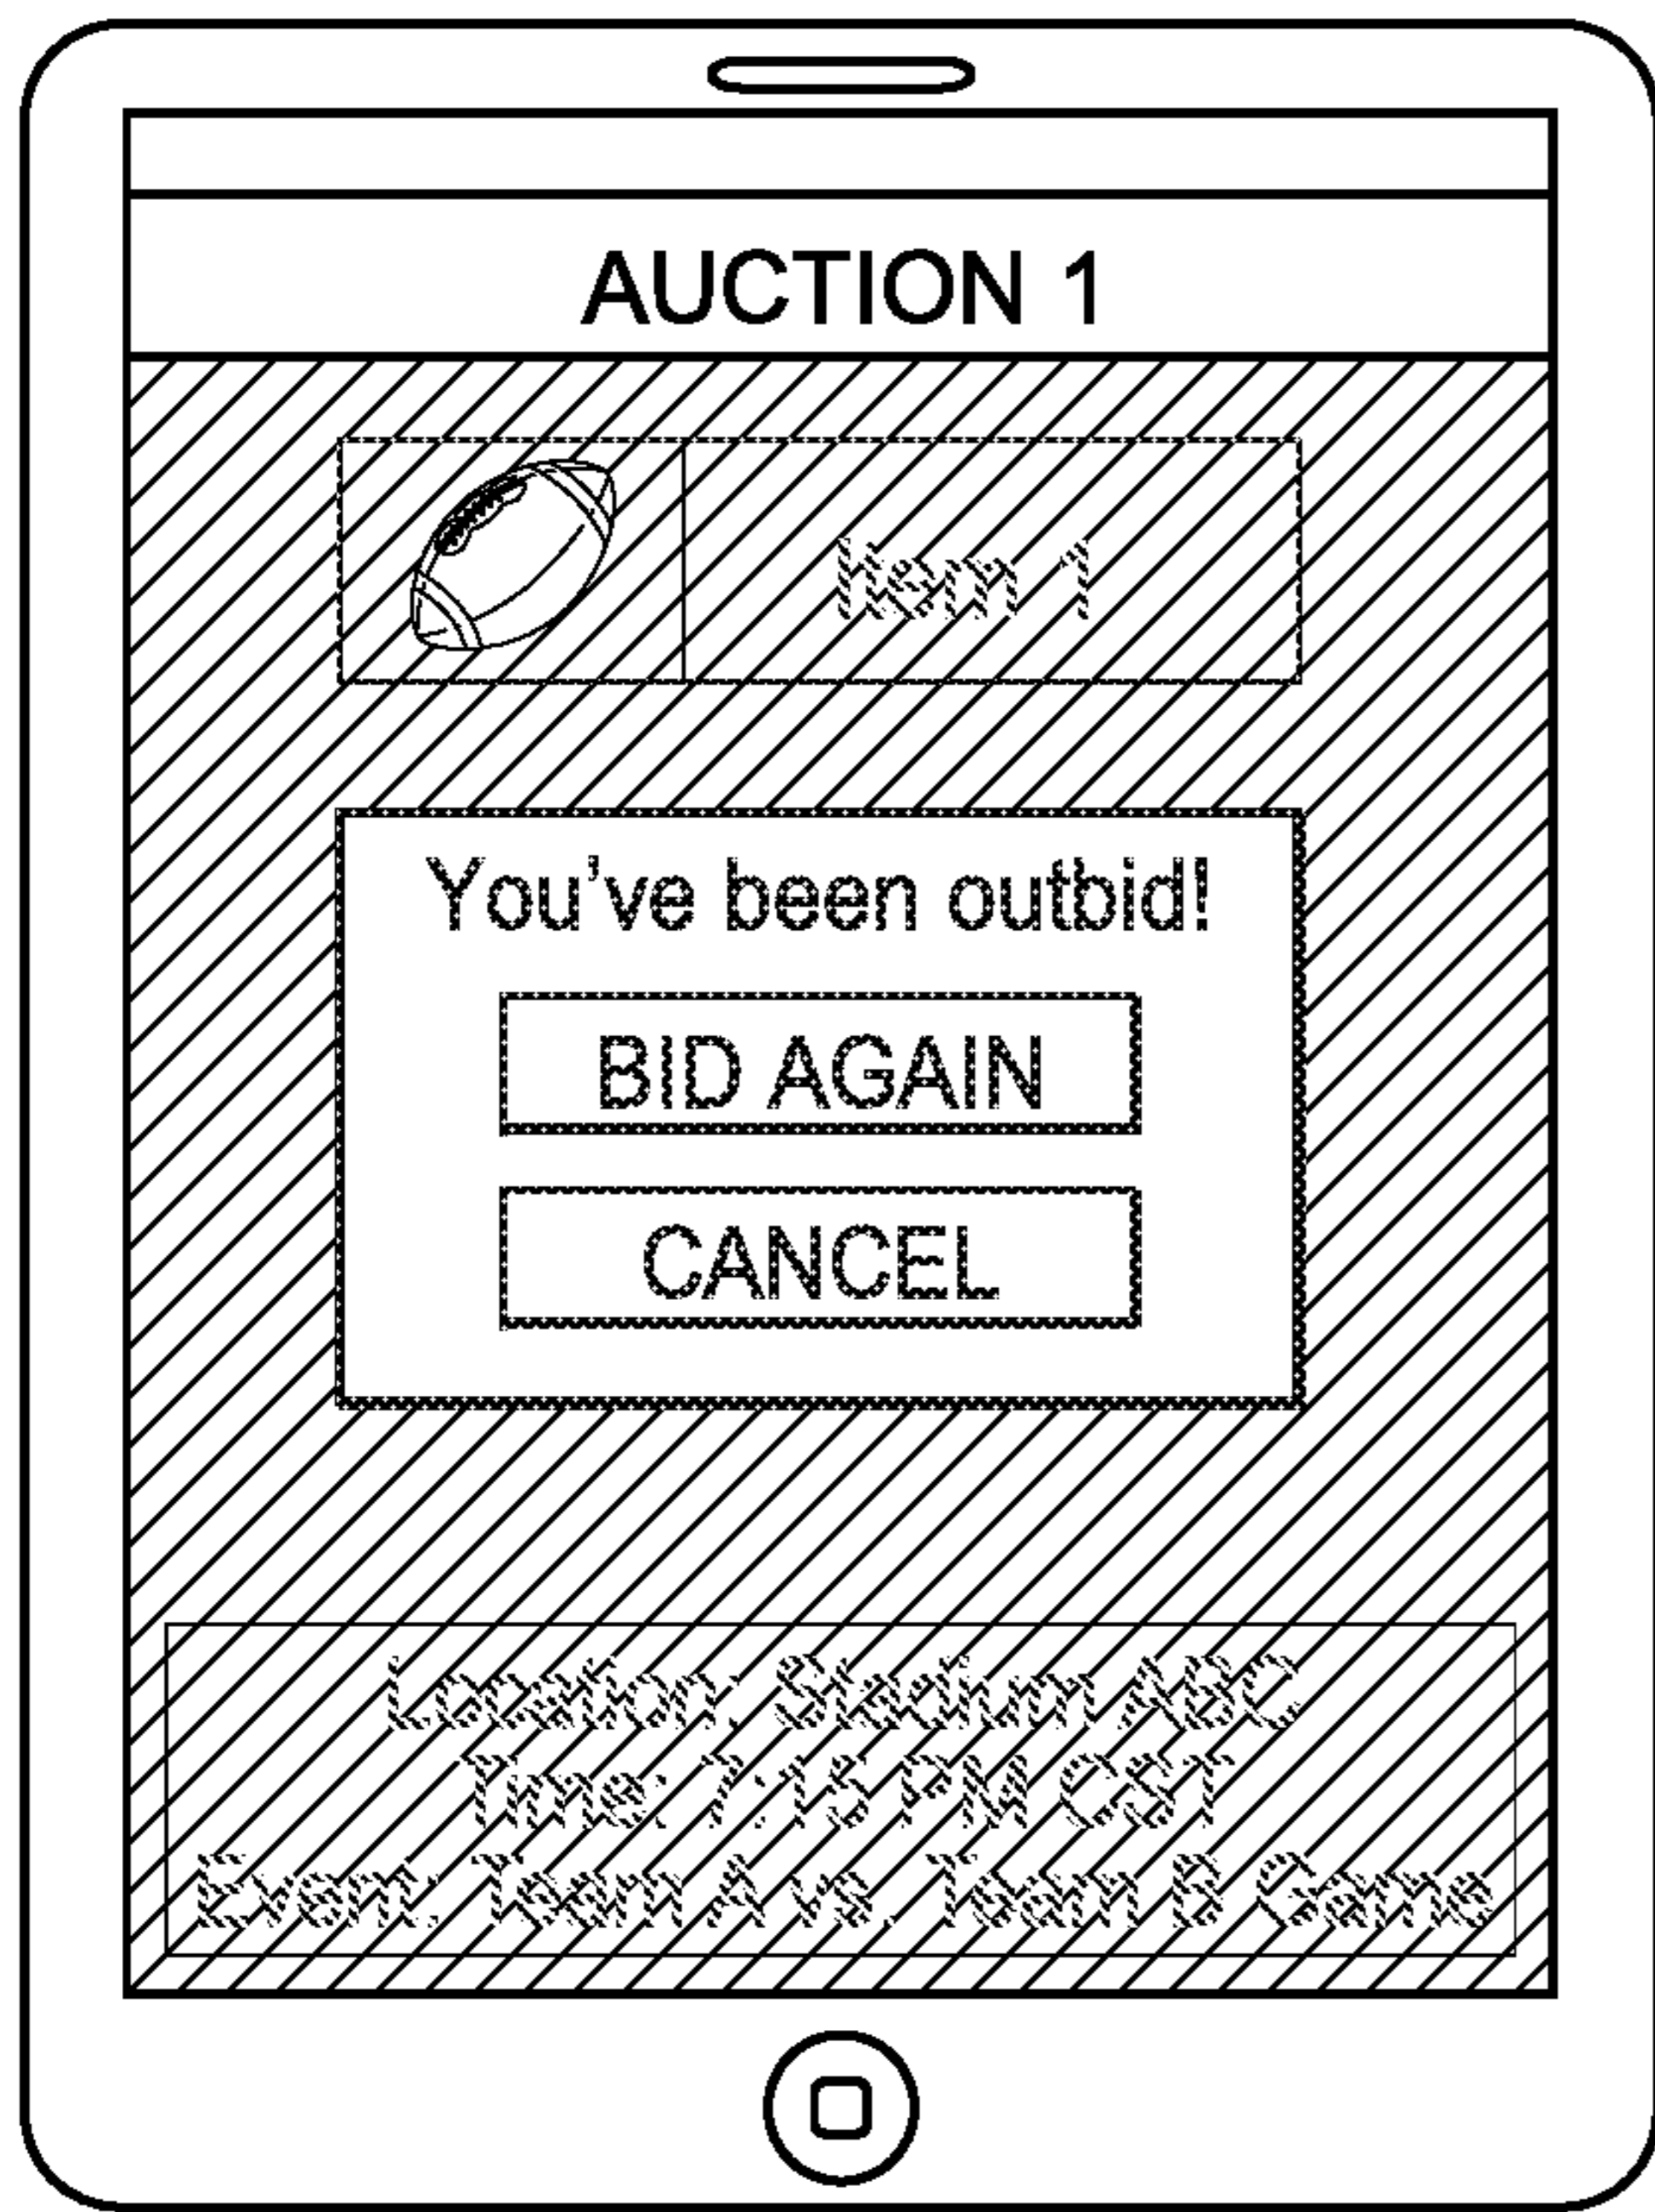 AUCTION 1
Item 1
You've been outbid!
BID AGAIN
CANCEL
Location: Stadium ABC
Time: 7:15 PM CST
Event: Team A vs. Team B Game